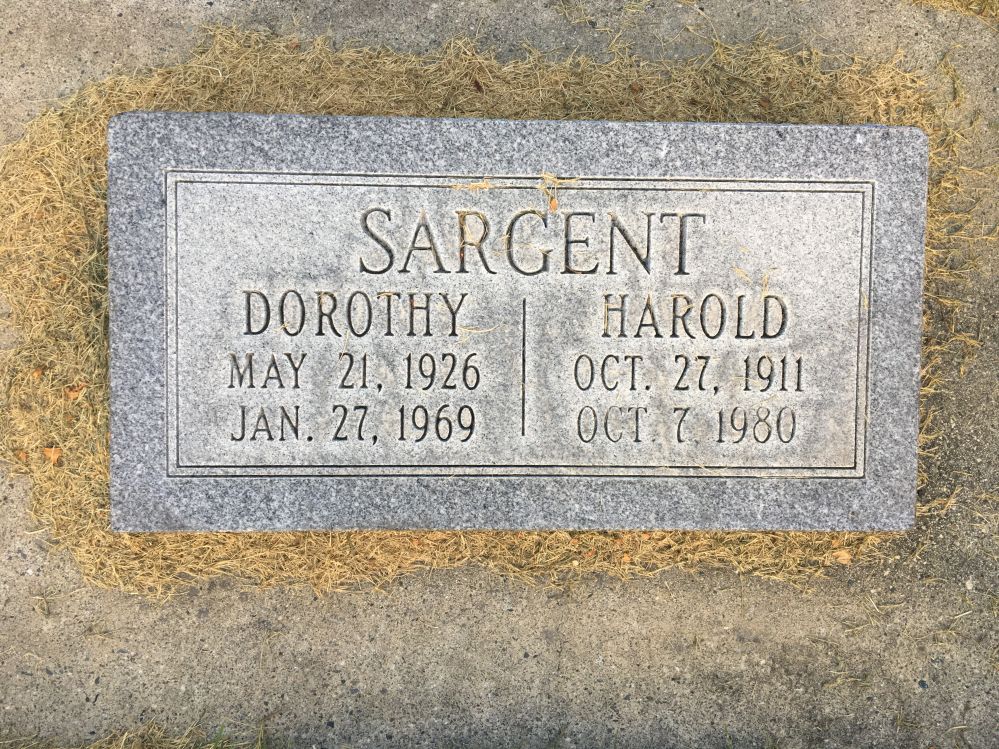 SARGENT
DOROTHY
MAY 21, 1926
JAN. 27, 1969
HAROLD
OCT. 27, 1911
OCT. 7, 1980